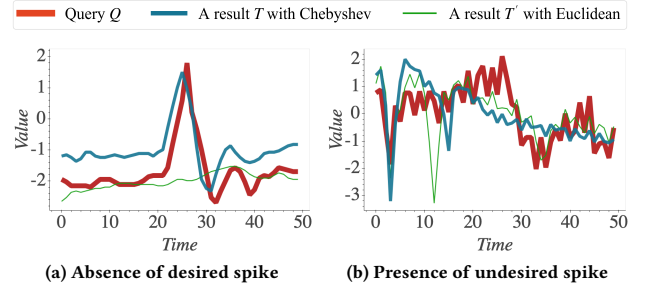 Query Q A result T with Chebyshev A result T′ with Euclidean
2
1
0
-1
-2
Value
0 10 20 30 40 50
Time
(a) Absence of desired spike
2
1
0
-1
-2
-3
Value
0 10 20 30 40 50
Time
(b) Presence of undesired spike